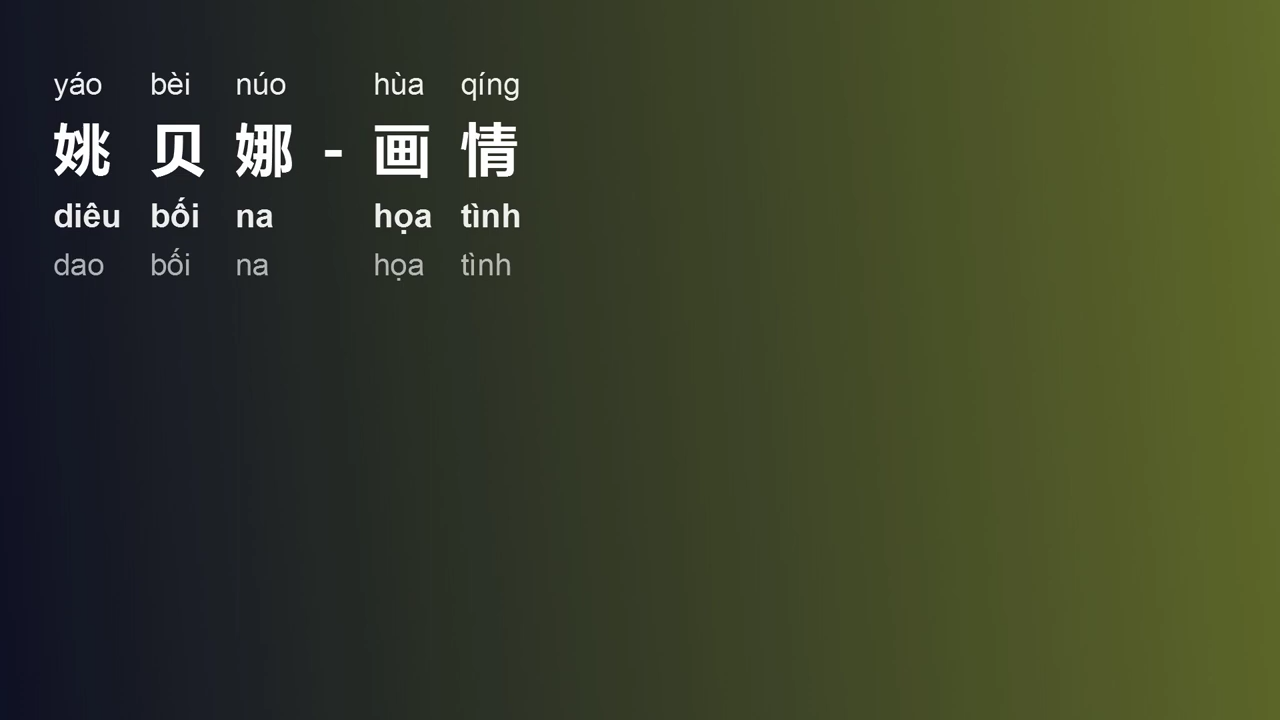 yáo bèi núo hùa qíng
姚贝娜 - 画情
diêu bối na họa tình
dao bối na họa tình